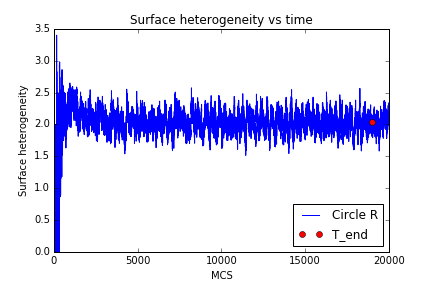 Surface heterogeneity vs time
Surface heterogeneity
3.5
3.0
2.5
2.0
1.5
1.0
0.5
0.0
0
5000
10000
15000
20000
MCS
Circle R
T_end